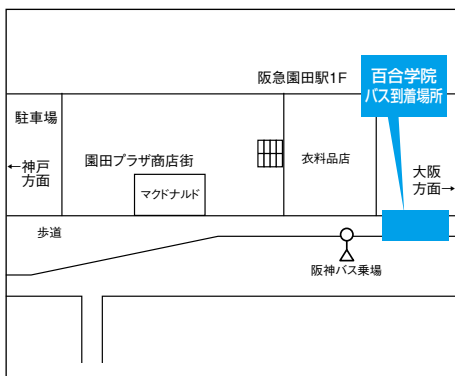 阪急園田駅1F
百合学院
バス到着場所
駐車場
←神戸
方面
園田プラザ商店街
マクドナルド
衣料品店
大阪
方面→
歩道
阪神バス乗場